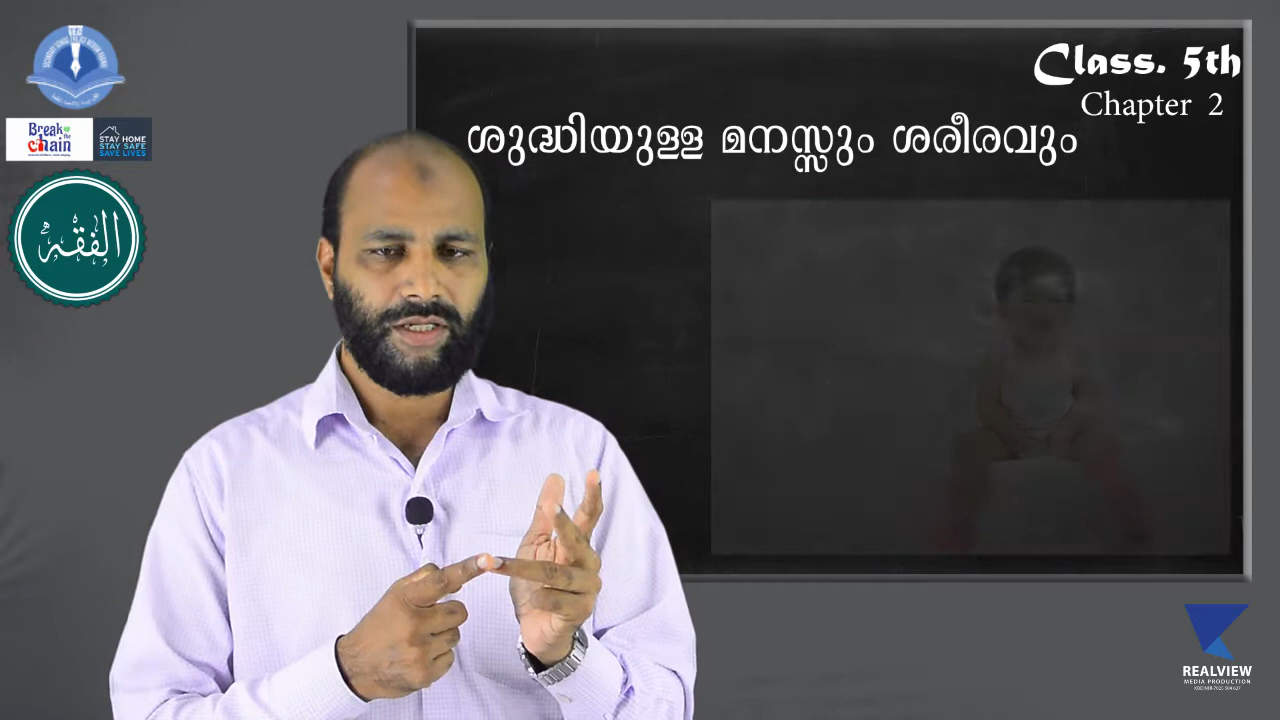 Class. 5th
Chapter 2
ശുദ്ധിയുള്ള മനസ്സും ശരീരവും
Break
the
chain
STAY HOME
STAY SAFE
SAVE LIVES
الفقه
REALVIEW
MEDIA PRODUCTION